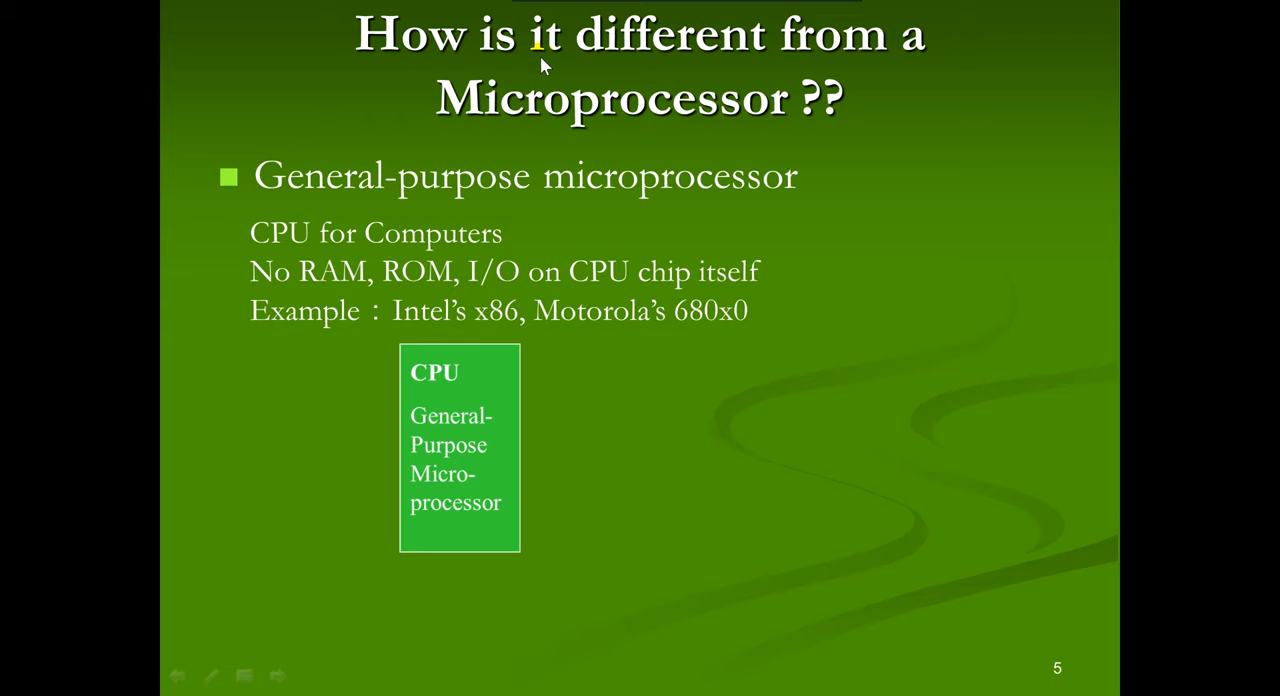 How is it different from a
Microprocessor ??
General-purpose microprocessor
CPU for Computers
No RAM, ROM, I/O on CPU chip itself
Example：Intel’s x86, Motorola’s 680x0
CPU
General-
Purpose
Micro-
processor
5